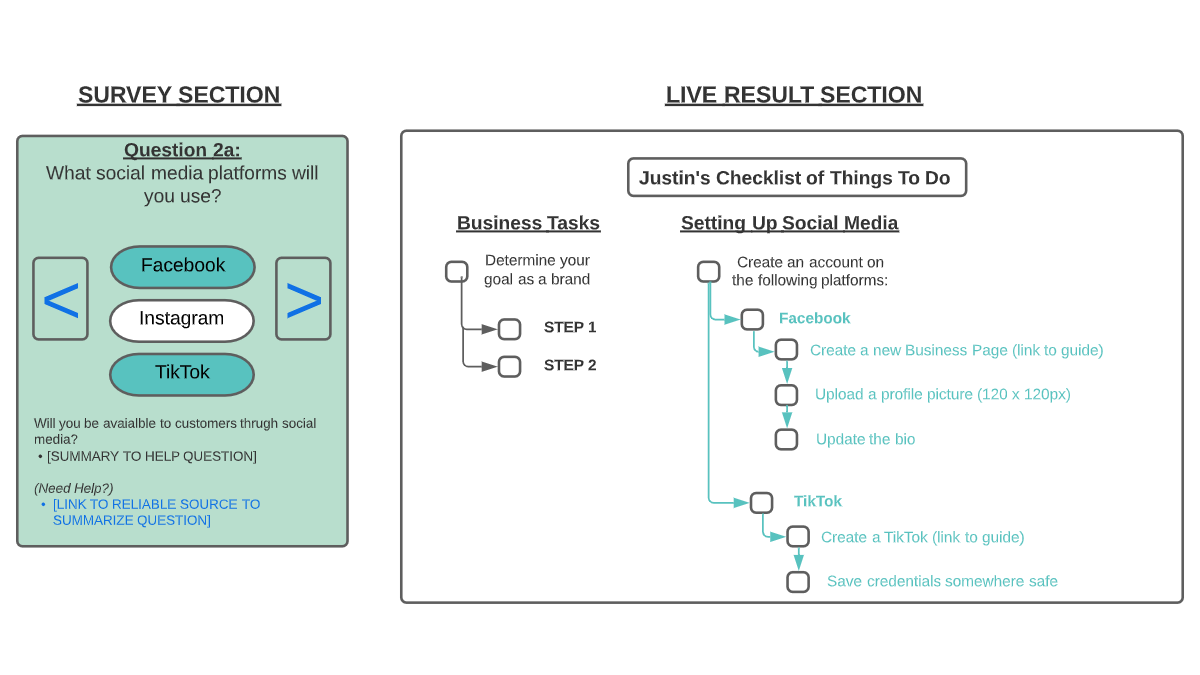 SURVEY SECTION
Question 2a:
What social media platforms will
you use?
<
Facebook
Instagram
TikTok
>
Will you be avaialble to customers thrugh social
media?
• [SUMMARY TO HELP QUESTION]
(Need Help?)
• [LINK TO RELIABLE SOURCE TO
SUMMARIZE QUESTION]
LIVE RESULT SECTION
Justin's Checklist of Things To Do
Business Tasks
Determine your
goal as a brand
STEP 1
STEP 2
Setting Up Social Media
Create an account on
the following platforms:
Facebook
Create a new Business Page (link to guide)
Upload a profile picture (120 x 120px)
Update the bio
TikTok
Create a TikTok (link to guide)
Save credentials somewhere safe